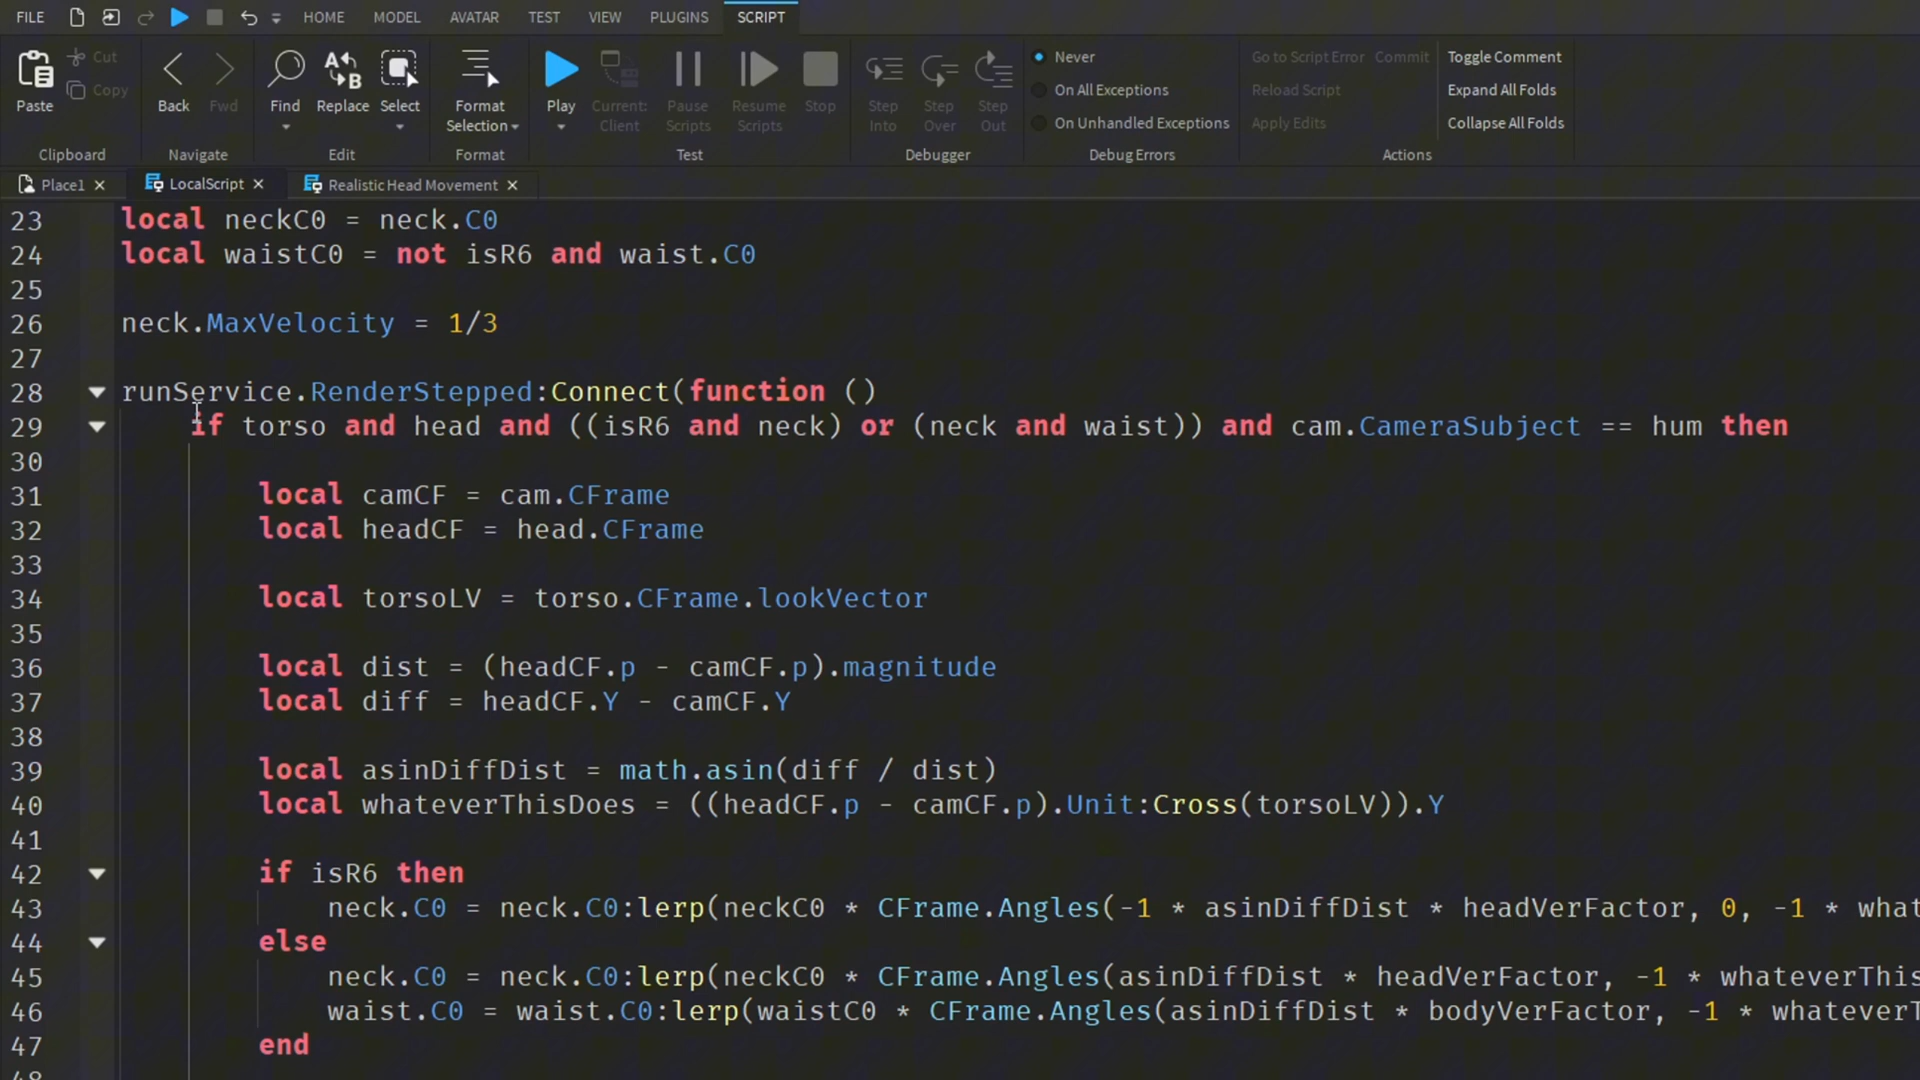 FILE HOME MODEL AVATAR TEST VIEW PLUGINS SCRIPT
Paste Cut Copy
Clipboard
Back Fwd
Navigate
Find Replace Select
Edit
Format Selection
Format
Play Current: Client Pause Scripts Resume Scripts Stop
Test
Step Into Step Over Step Out
Debugger
Never
On All Exceptions
On Unhandled Exceptions
Debug Errors
Go to Script Error Commit
Reload Script
Apply Edits
Toggle Comment
Expand All Folds
Collapse All Folds
Actions
Place1 LocalScript Realistic Head Movement
23 local neckC0 = neck.C0
24 local waistC0 = not isR6 and waist.C0
25
26 neck.MaxVelocity = 1/3
27
28 runService.RenderStepped:Connect(function ()
29 if torso and head and ((isR6 and neck) or (neck and waist)) and cam.CameraSubject == hum then
30
31 local camCF = cam.CFrame
32 local headCF = head.CFrame
33
34 local torsoLV = torso.CFrame.lookVector
35
36 local dist = (headCF.p - camCF.p).magnitude
37 local diff = headCF.Y - camCF.Y
38
39 local asinDiffDist = math.asin(diff / dist)
40 local whateverThisDoes = ((headCF.p - camCF.p).Unit:Cross(torsoLV)).Y
41
42 if isR6 then
43 neck.C0 = neck.C0:lerp(neckC0 * CFrame.Angles(-1 * asinDiffDist * headVerFactor, 0, -1 * what
44 else
45 neck.C0 = neck.C0:lerp(neckC0 * CFrame.Angles(asinDiffDist * headVerFactor, -1 * whateverThis
46 waist.C0 = waist.C0:lerp(waistC0 * CFrame.Angles(asinDiffDist * bodyVerFactor, -1 * whateverT
47 end
48